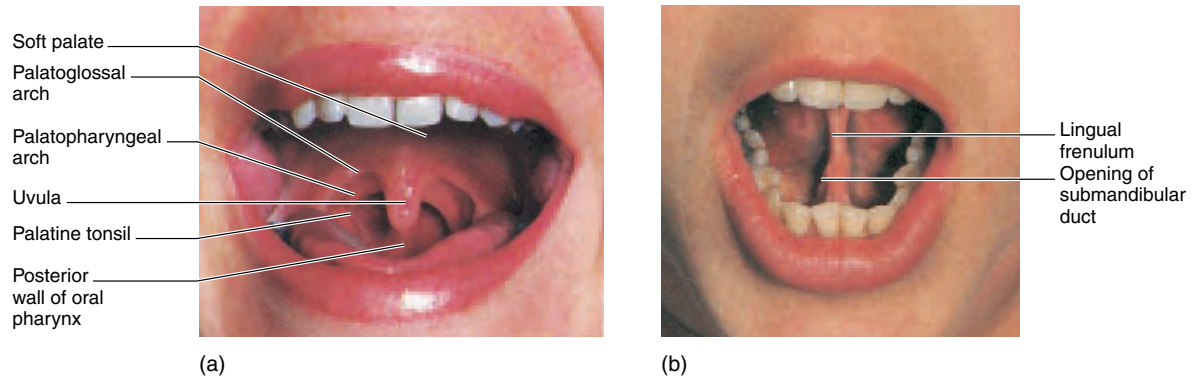 Soft palate
Palatoglossal
arch
Palatopharyngeal
arch
Uvula
Palatine tonsil
Posterior
wall of oral
pharynx
(a)
Lingual
frenulum
Opening of
submandibular
duct
(b)